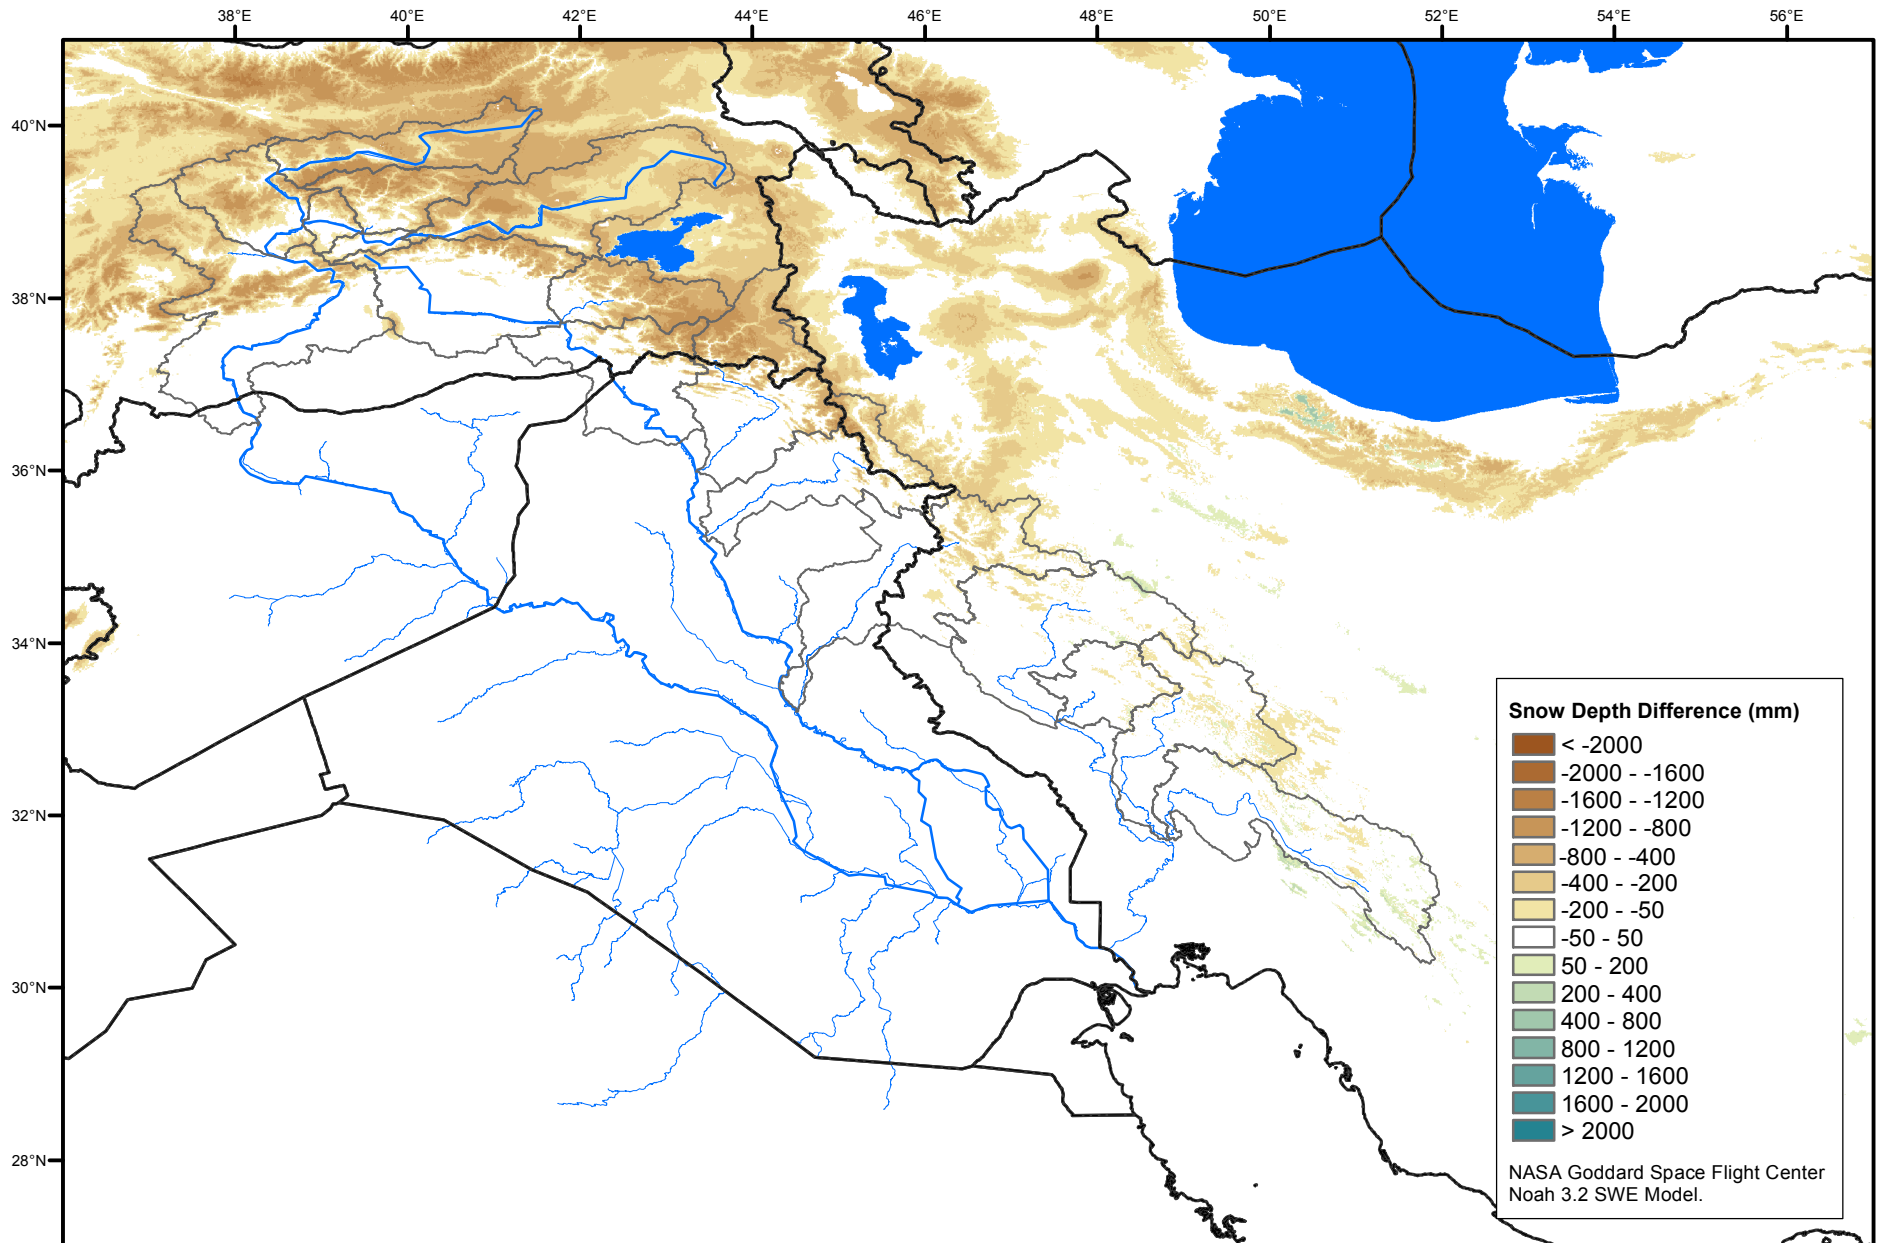 38°E 40°E 42°E 44°E 46°E 48°E 50°E 52°E 54°E 56°E
40°N
38°N
36°N
34°N
32°N
30°N
28°N
Snow Depth Difference (mm)
< -2000
-2000 - -1600
-1600 - -1200
-1200 - -800
-800 - -400
-400 - -200
-200 - -50
-50 - 50
50 - 200
200 - 400
400 - 800
800 - 1200
1200 - 1600
1600 - 2000
> 2000
NASA Goddard Space Flight Center
Noah 3.2 SWE Model.